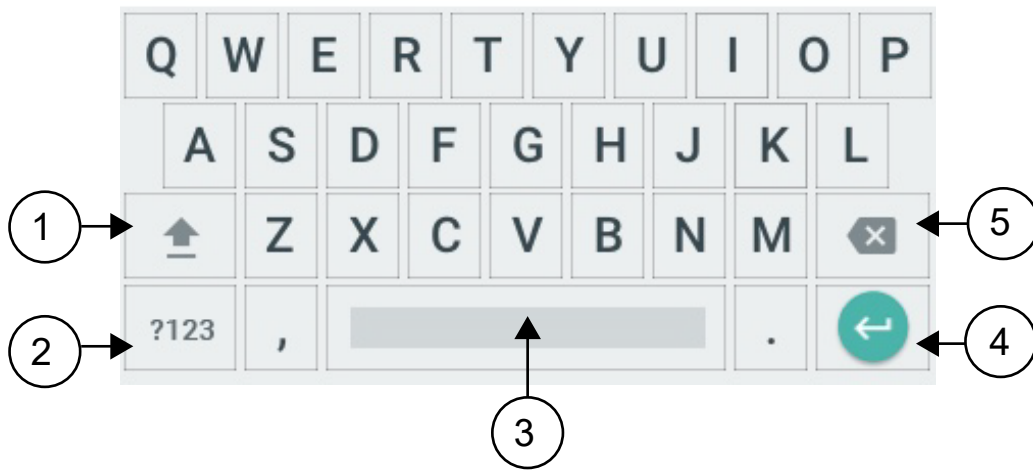 Q W E R T Y U I O P
A S D F G H J K L
1 Z X C V B N M 5
2 ?123 , . 4
3